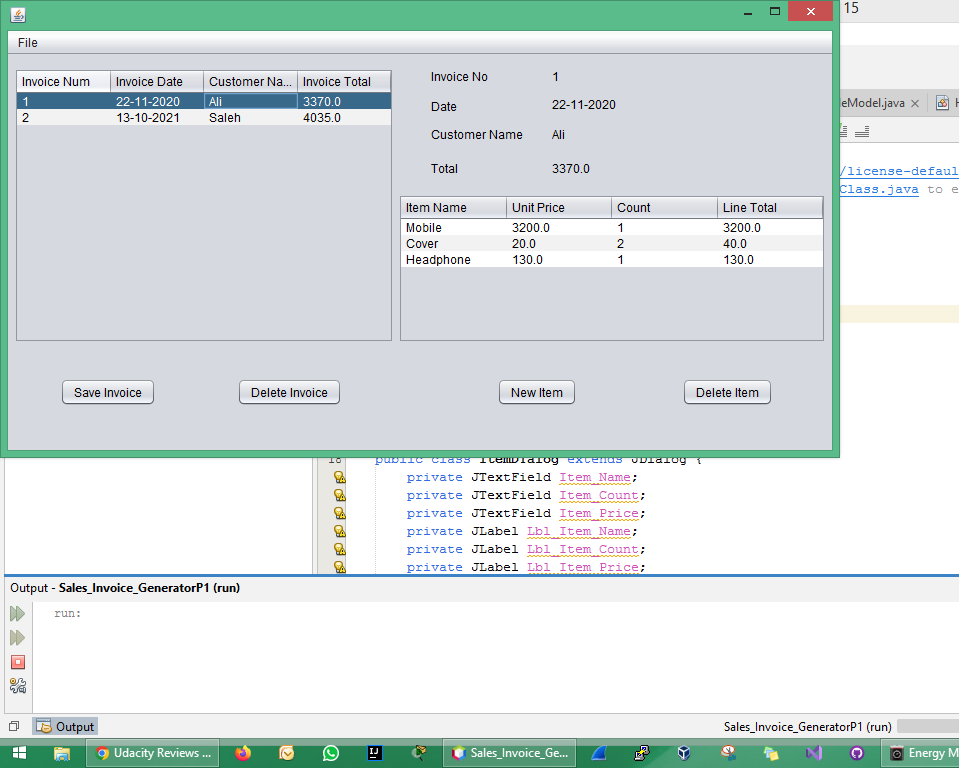 15
File
Invoice Num Invoice Date Customer Na... Invoice Total
1 22-11-2020 Ali 3370.0
2 13-10-2021 Saleh 4035.0
Invoice No 1
Date 22-11-2020
Customer Name Ali
Total 3370.0
Item Name Unit Price Count Line Total
Mobile 3200.0 1 3200.0
Cover 20.0 2 40.0
Headphone 130.0 1 130.0
Save Invoice Delete Invoice New Item Delete Item
eModel.java
/license-defaul
Class.java to e
18 public class ItemDialog extends JDialog {
private JTextField Item_Name;
private JTextField Item_Count;
private JTextField Item_Price;
private JLabel Lbl_Item_Name;
private JLabel Lbl_Item_Count;
private JLabel Lbl_Item_Price;
Output - Sales_Invoice_GeneratorP1 (run)
run:
Output
Sales_Invoice_GeneratorP1 (run)
Udacity Reviews ... IJ Sales_Invoice_Ge... Energy M